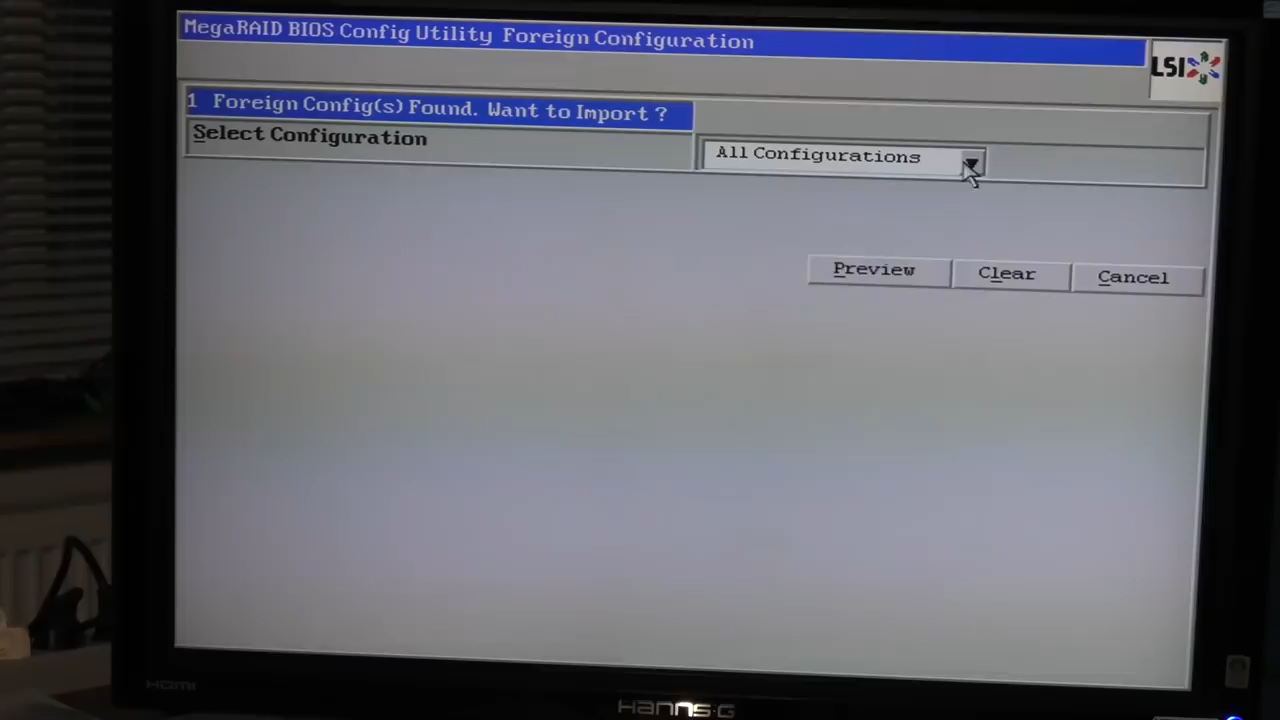 MegaRAID BIOS Config Utility Foreign Configuration
LSI
1 Foreign Config(s) Found. Want to Import ?
Select Configuration
All Configurations
Preview
Clear
Cancel
HDMI
HANNS·G